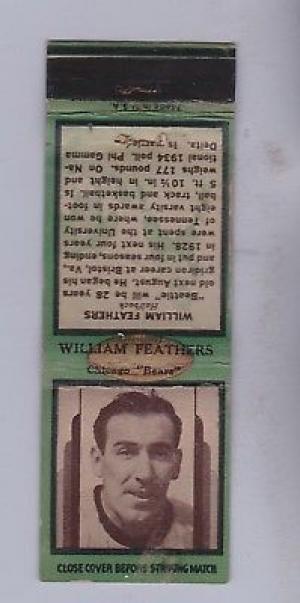 WILLIAM FEATHERS
Halfback
"Beattie" will be 26 years
old next August. He began his
gridiron career at Bristol, Va.,
and put in four seasons, ending
in 1928. His next four years
were spent at the University
of Tennessee, where he won
eight varsity awards in foot-
ball, track and basketball. Is
5 ft. 10½ in. in height and
weighs 177 pounds. On Na-
tional 1934 poll. Phi Gamma
Delta. Is
WILLIAM FEATHERS
Chicago "Bears"
CLOSE COVER BEFORE STRIKING MATCH